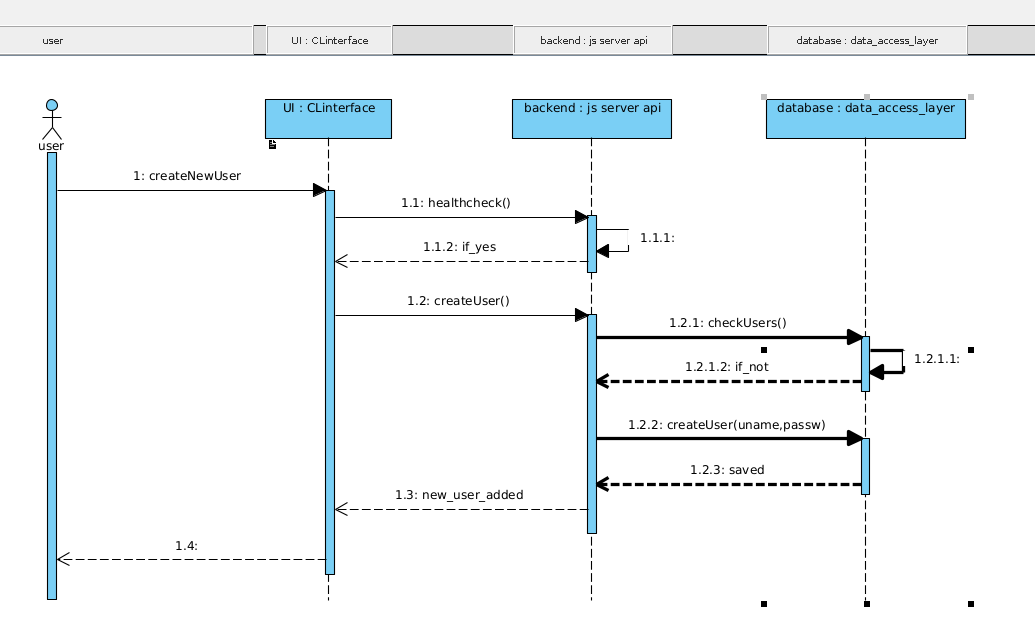 user
UI : CLinterface
backend : js server api
database : data_access_layer
UI : CLinterface
backend : js server api
database : data_access_layer
user
1: createNewUser
1.1: healthcheck()
1.1.1:
1.1.2: if_yes
1.2: createUser()
1.2.1: checkUsers()
1.2.1.1:
1.2.1.2: if_not
1.2.2: createUser(uname,passw)
1.2.3: saved
1.3: new_user_added
1.4: